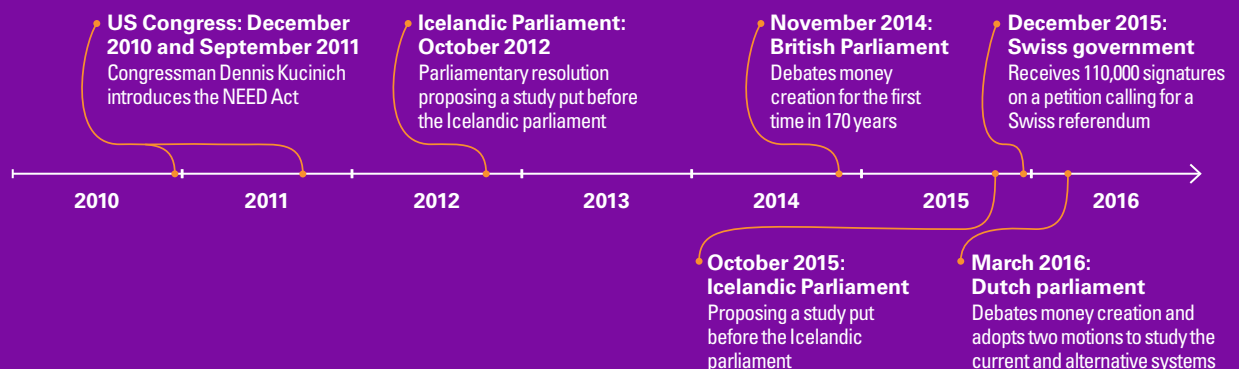 US Congress: December
2010 and September 2011
Congressman Dennis Kucinich
introduces the NEED Act
Icelandic Parliament:
October 2012
Parliamentary resolution
proposing a study put before
the Icelandic parliament
November 2014:
British Parliament
Debates money
creation for the first
time in 170 years
December 2015:
Swiss government
Receives 110,000 signatures
on a petition calling for a
Swiss referendum
2010
2011
2012
2013
2014
2015
2016
October 2015:
Icelandic Parliament
Proposing a study put
before the Icelandic
parliament
March 2016:
Dutch parliament
Debates money creation and
adopts two motions to study the
current and alternative systems